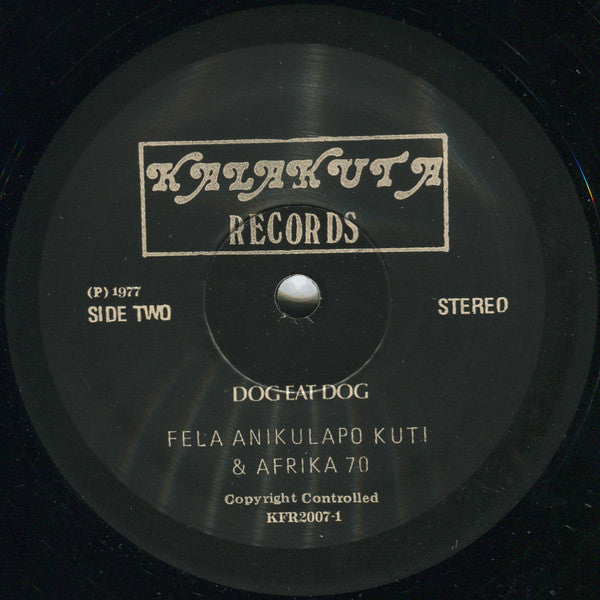 KALAKUTA
RECORDS
(P) 1977
SIDE TWO
STEREO
DOG EAT DOG
FELA ANIKULAPO KUTI
& AFRIKA 70
Copyright Controlled
KFR2007-1